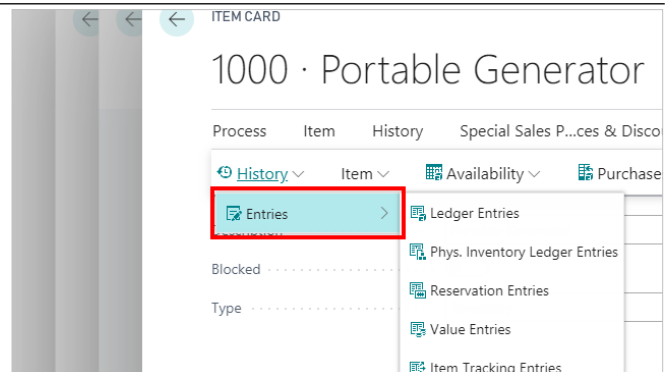 ITEM CARD
1000 · Portable Generator
Process Item History Special Sales P...ces & Disco
History Item Availability Purchase
Entries Ledger Entries
Phys. Inventory Ledger Entries
Blocked
Reservation Entries
Type
Value Entries
Item Tracking Entries